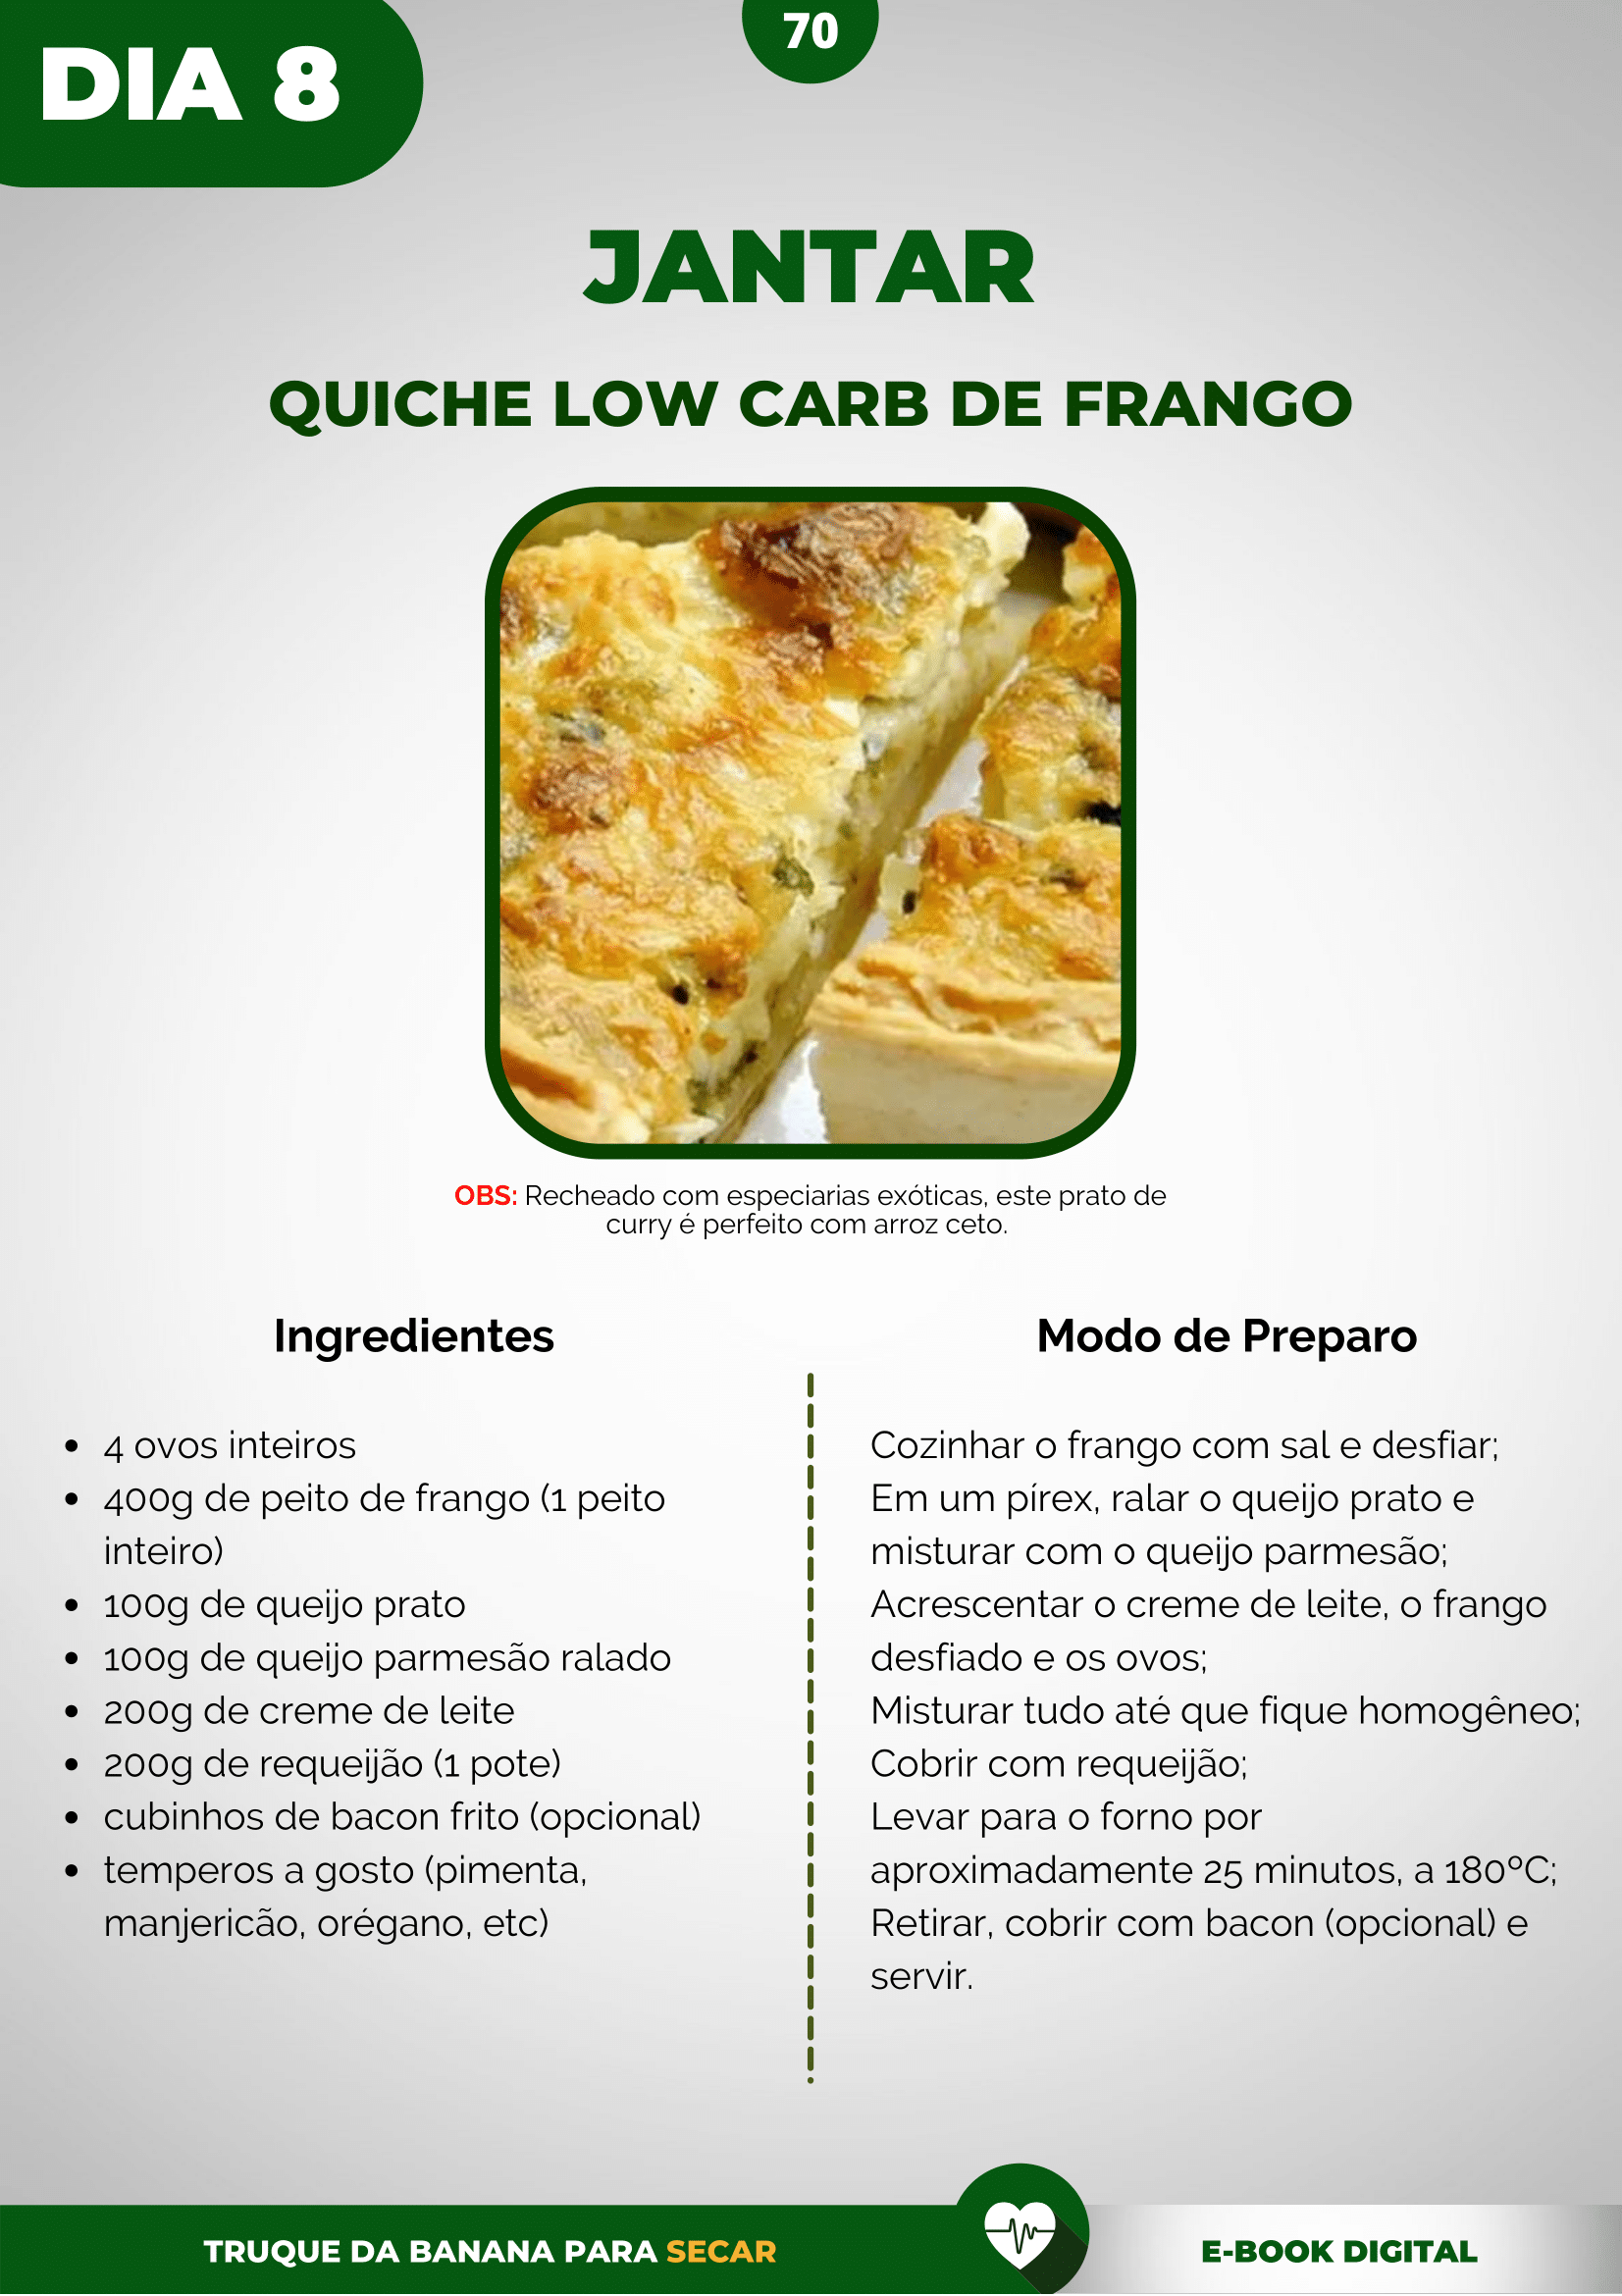 DIA 8
70
JANTAR
QUICHE LOW CARB DE FRANGO
OBS: Recheado com especiarias exóticas, este prato de
curry é perfeito com arroz ceto.
Ingredientes
• 4 ovos inteiros
• 400g de peito de frango (1 peito
inteiro)
• 100g de queijo prato
• 100g de queijo parmesão ralado
• 200g de creme de leite
• 200g de requeijão (1 pote)
• cubinhos de bacon frito (opcional)
• temperos a gosto (pimenta,
manjericão, orégano, etc)
Modo de Preparo
Cozinhar o frango com sal e desfiar;
Em um pírex, ralar o queijo prato e
misturar com o queijo parmesão;
Acrescentar o creme de leite, o frango
desfiado e os ovos;
Misturar tudo até que fique homogêneo;
Cobrir com requeijão;
Levar para o forno por
aproximadamente 25 minutos, a 180ºC;
Retirar, cobrir com bacon (opcional) e
servir.
TRUQUE DA BANANA PARA SECAR
E-BOOK DIGITAL